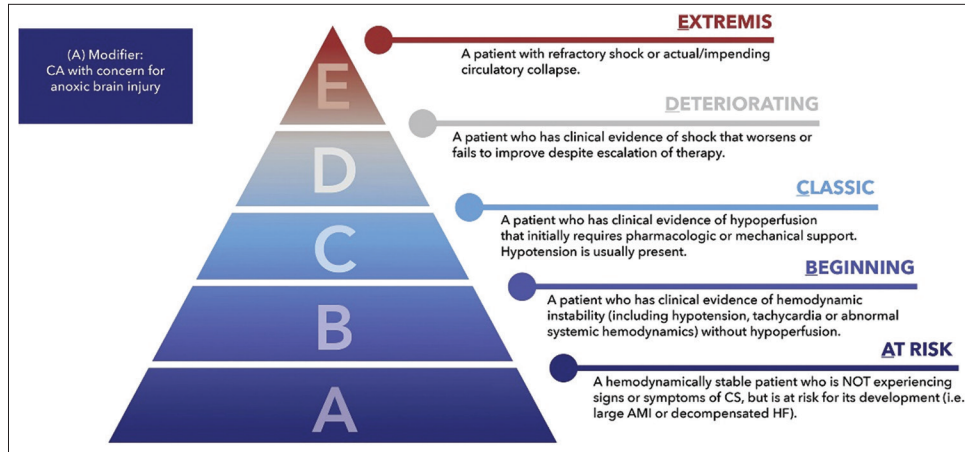 (A) Modifier:
CA with concern for
anoxic brain injury
EXTREMIS
A patient with refractory shock or actual/impending
circulatory collapse.
E
DETERIORATING
A patient who has clinical evidence of shock that worsens or
fails to improve despite escalation of therapy.
D
CLASSIC
A patient who has clinical evidence of hypoperfusion
that initially requires pharmacologic or mechanical support.
Hypotension is usually present.
C
BEGINNING
A patient who has clinical evidence of hemodynamic
instability (including hypotension, tachycardia or abnormal
systemic hemodynamics) without hypoperfusion.
B
AT RISK
A hemodynamically stable patient who is NOT experiencing
signs or symptoms of CS, but is at risk for its development (i.e.
large AMI or decompensated HF).
A